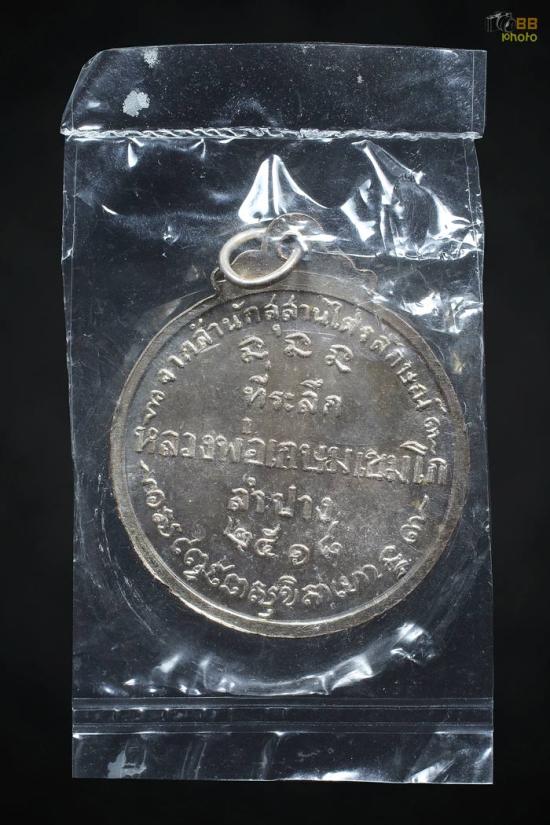 BB
photo
จากสำนักสุสานไตรลักษณ์
ที่ระลึก
หลวงพ่อเกษมเขมโก
ลำปาง
๒๕๑๘